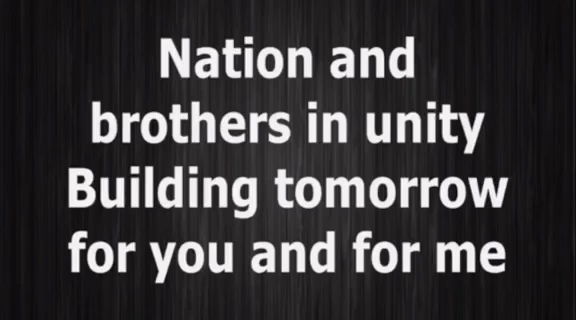 Nation and
brothers in unity
Building tomorrow
for you and for me